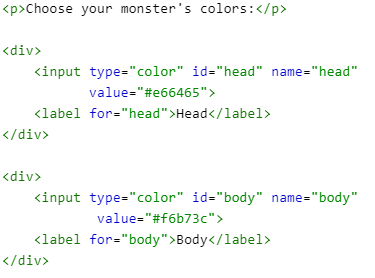 <p>Choose your monster's colors:</p>

<div>
    <input type="color" id="head" name="head"
           value="#e66465">
    <label for="head">Head</label>
</div>

<div>
    <input type="color" id="body" name="body"
            value="#f6b73c">
    <label for="body">Body</label>
</div>